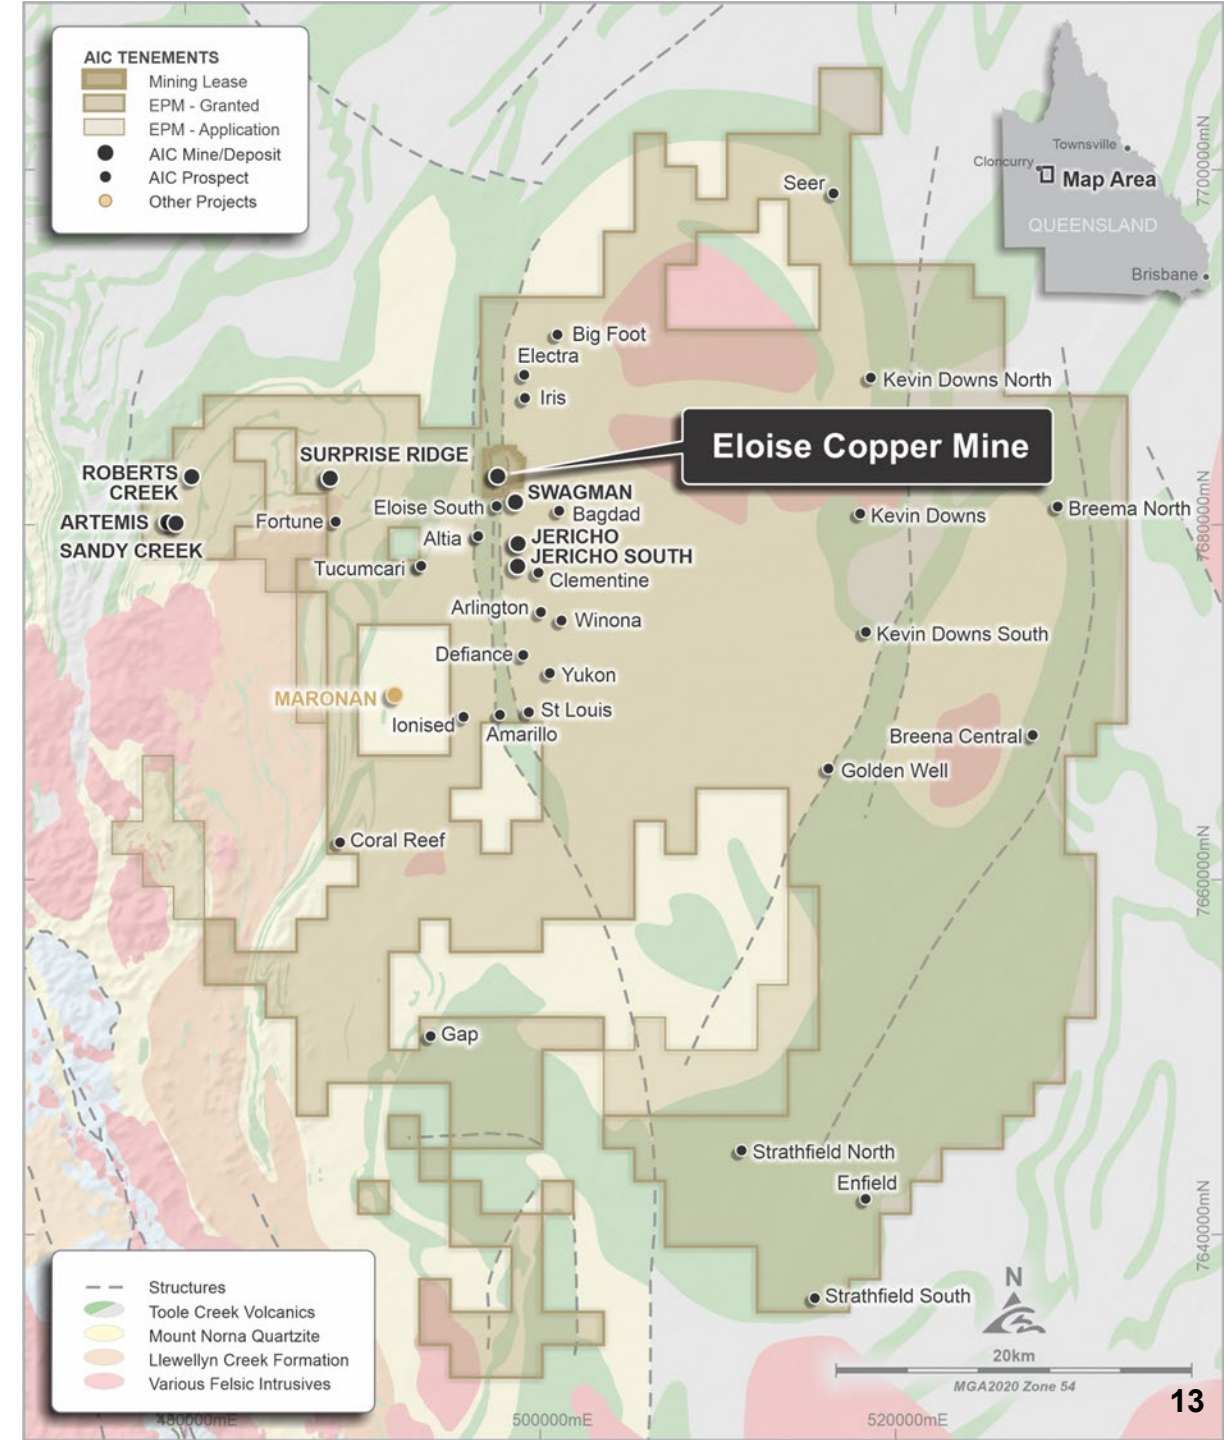 AIC TENEMENTS
Mining Lease
EPM - Granted
EPM - Application
AIC Mine/Deposit
AIC Prospect
Other Projects
Townsville
Cloncurry
Map Area
QUEENSLAND
Brisbane
7700000mN
Seer
Big Foot
Electra
Iris
Kevin Downs North
Eloise Copper Mine
SURPRISE RIDGE
ROBERTS
CREEK
ARTEMIS
SANDY CREEK
Fortune
Eloise South
SWAGMAN
Bagdad
Kevin Downs
Breema North
7680000mN
Altia
JERICHO
JERICHO SOUTH
Tucumcari
Clementine
Arlington
Winona
Kevin Downs South
Defiance
Yukon
MARONAN
Ionised
St Louis
Amarillo
Breena Central
Golden Well
Coral Reef
7660000mN
Gap
Strathfield North
Enfield
7640000mN
Strathfield South
Structures
Toole Creek Volcanics
Mount Norna Quartzite
Llewellyn Creek Formation
Various Felsic Intrusives
N
20km
MGA2020 Zone 54
13
480000mE
500000mE
520000mE